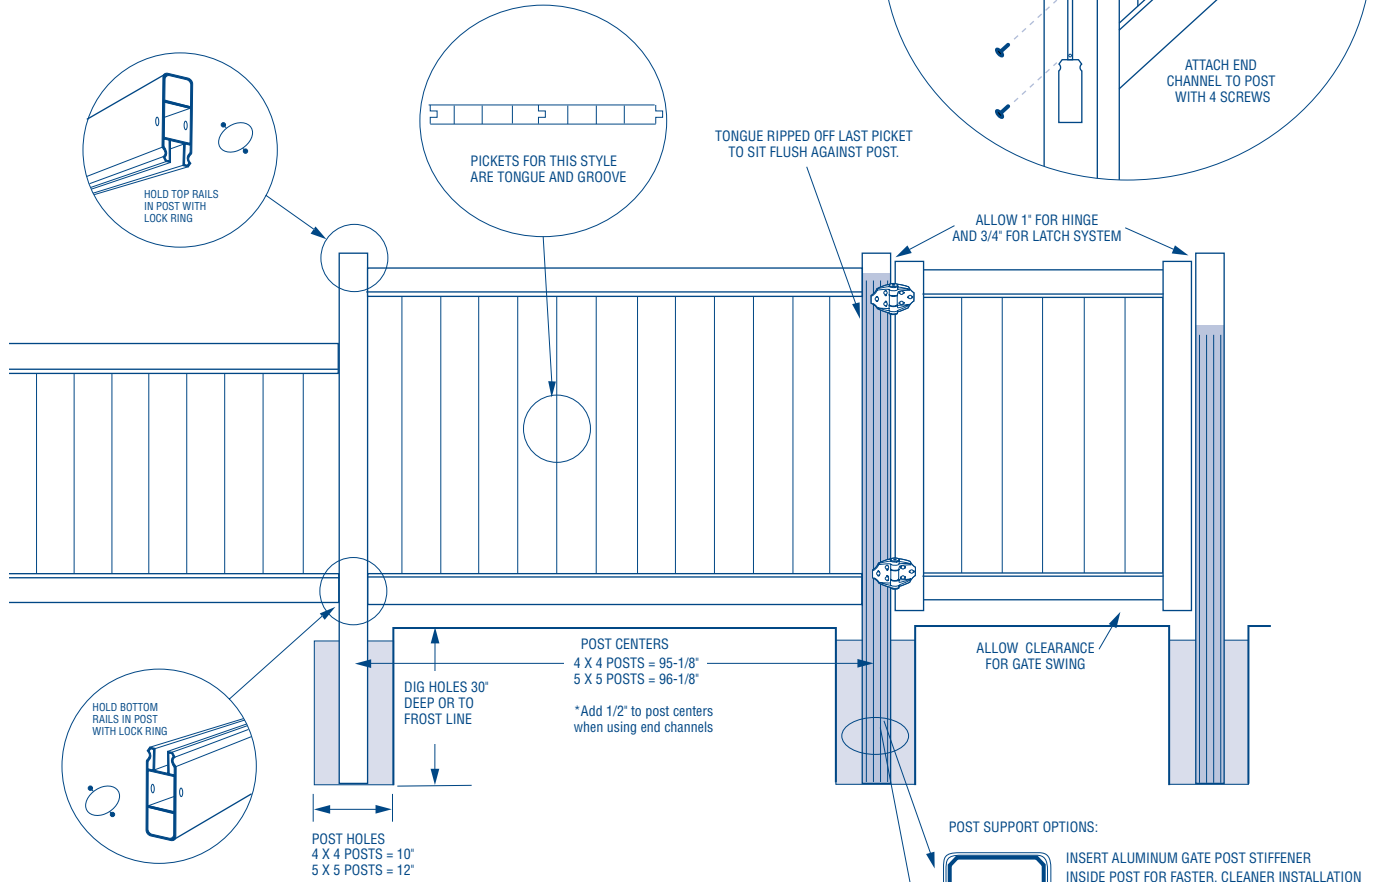 ATTACH END
CHANNEL TO POST
WITH 4 SCREWS
TONGUE RIPPED OFF LAST PICKET
TO SIT FLUSH AGAINST POST.
PICKETS FOR THIS STYLE
ARE TONGUE AND GROOVE
HOLD TOP RAILS
IN POST WITH
LOCK RING
ALLOW 1" FOR HINGE
AND 3/4" FOR LATCH SYSTEM
POST CENTERS
4 X 4 POSTS = 95-1/8"
5 X 5 POSTS = 96-1/8"
*Add 1/2" to post centers
when using end channels
ALLOW CLEARANCE
FOR GATE SWING
DIG HOLES 30"
DEEP OR TO
FROST LINE
HOLD BOTTOM
RAILS IN POST
WITH LOCK RING
POST HOLES
4 X 4 POSTS = 10"
5 X 5 POSTS = 12"
POST SUPPORT OPTIONS:
INSERT ALUMINUM GATE POST STIFFENER
INSIDE POST FOR FASTER, CLEANER INSTALLATION